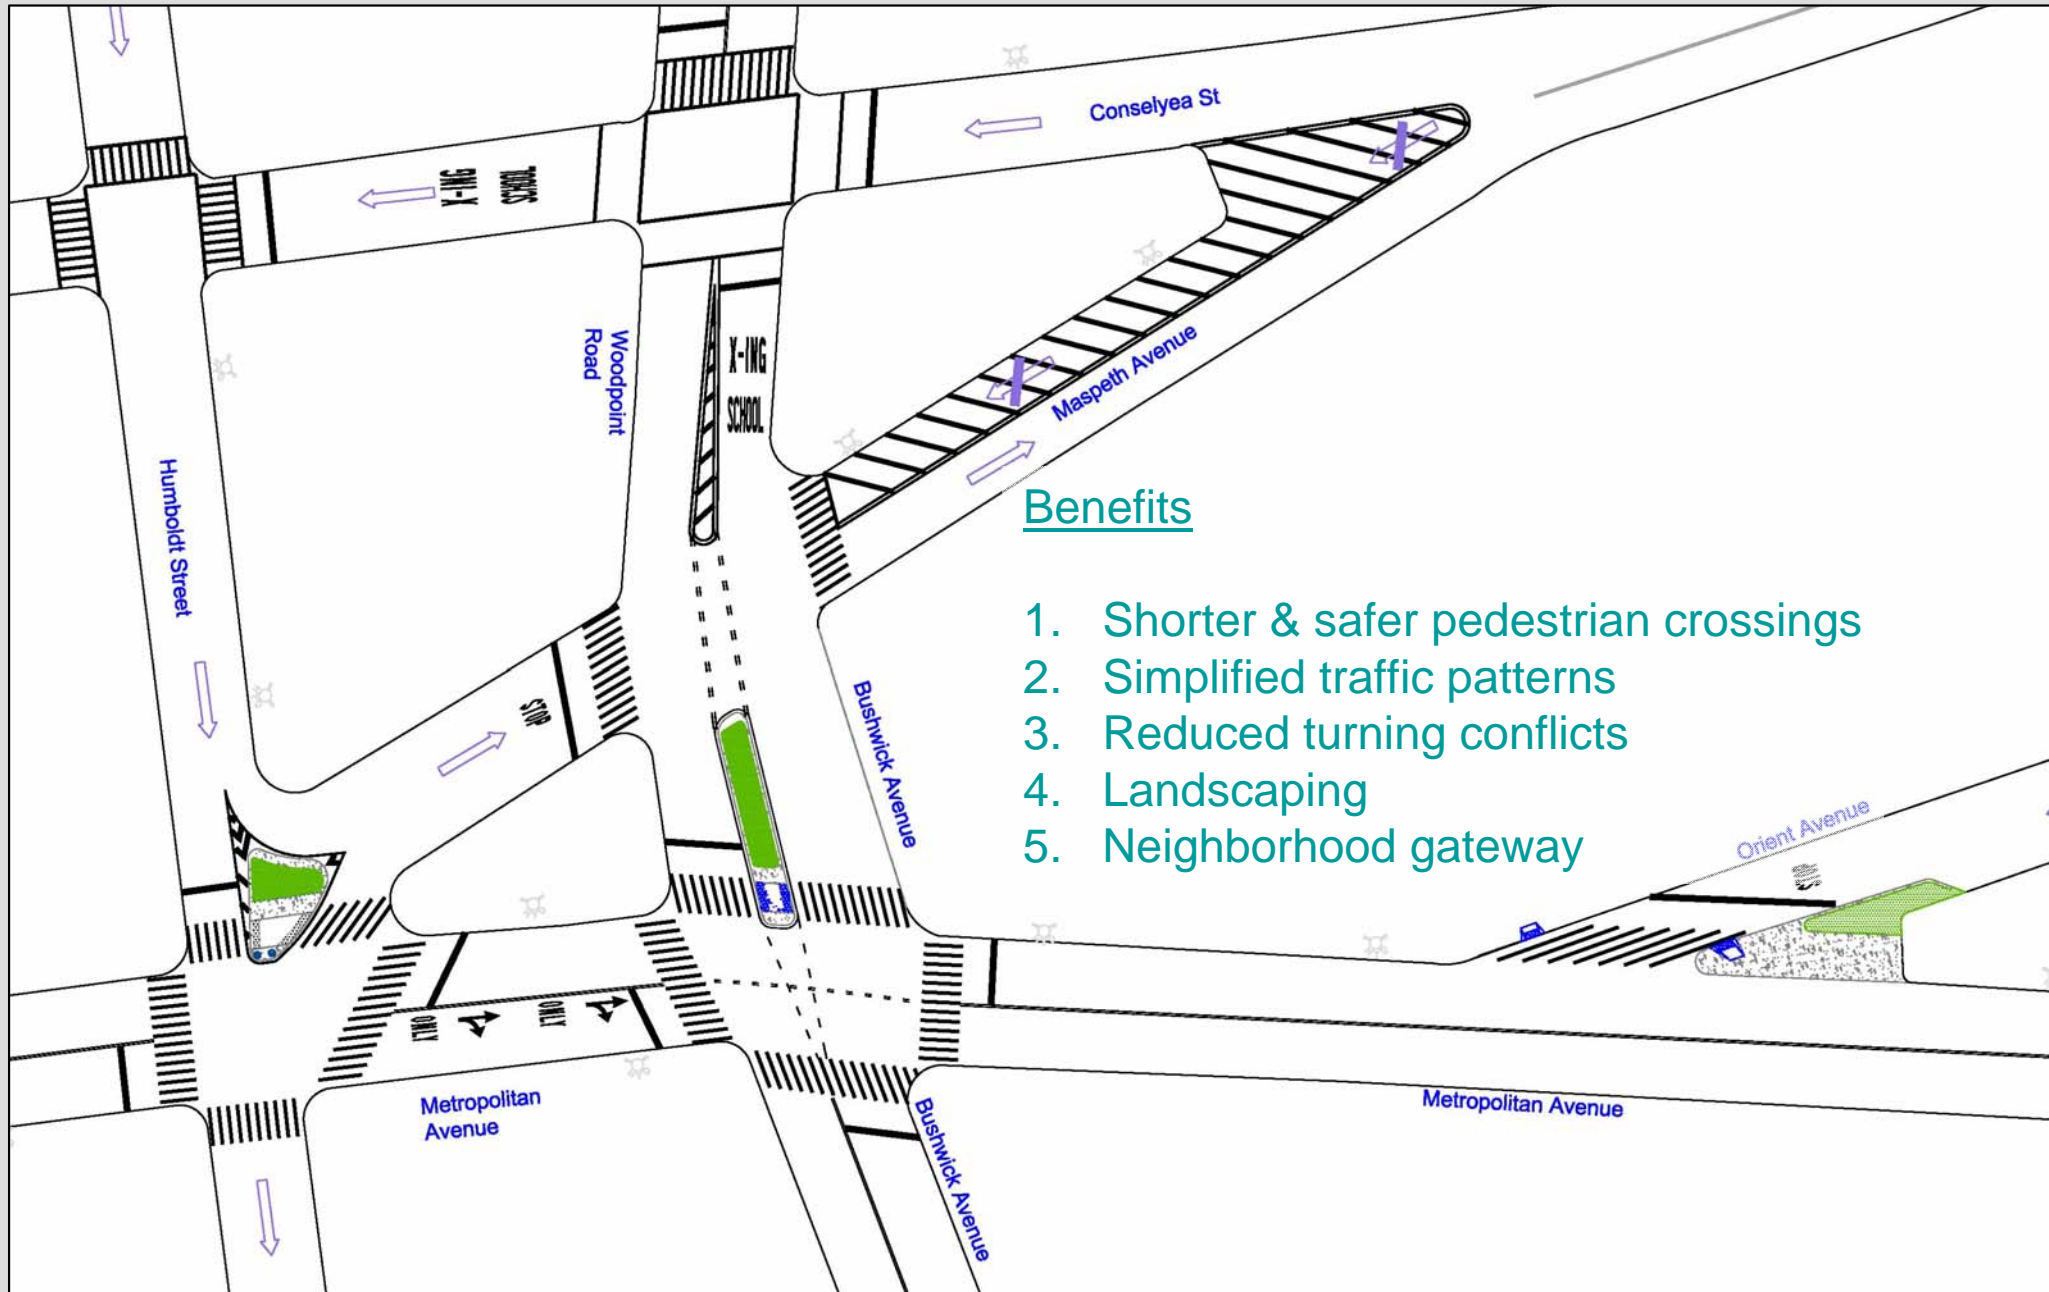 Conselyea St
X-ING
SCHOOL
Woodpoint
Road
X-ING
SCHOOL
Maspeth Avenue
Humboldt Street
Benefits
1. Shorter & safer pedestrian crossings
2. Simplified traffic patterns
3. Reduced turning conflicts
4. Landscaping
5. Neighborhood gateway
STOP
Bushwick Avenue
Orient Avenue
ONLY
ONLY
Metropolitan
Avenue
Bushwick Avenue
Metropolitan Avenue